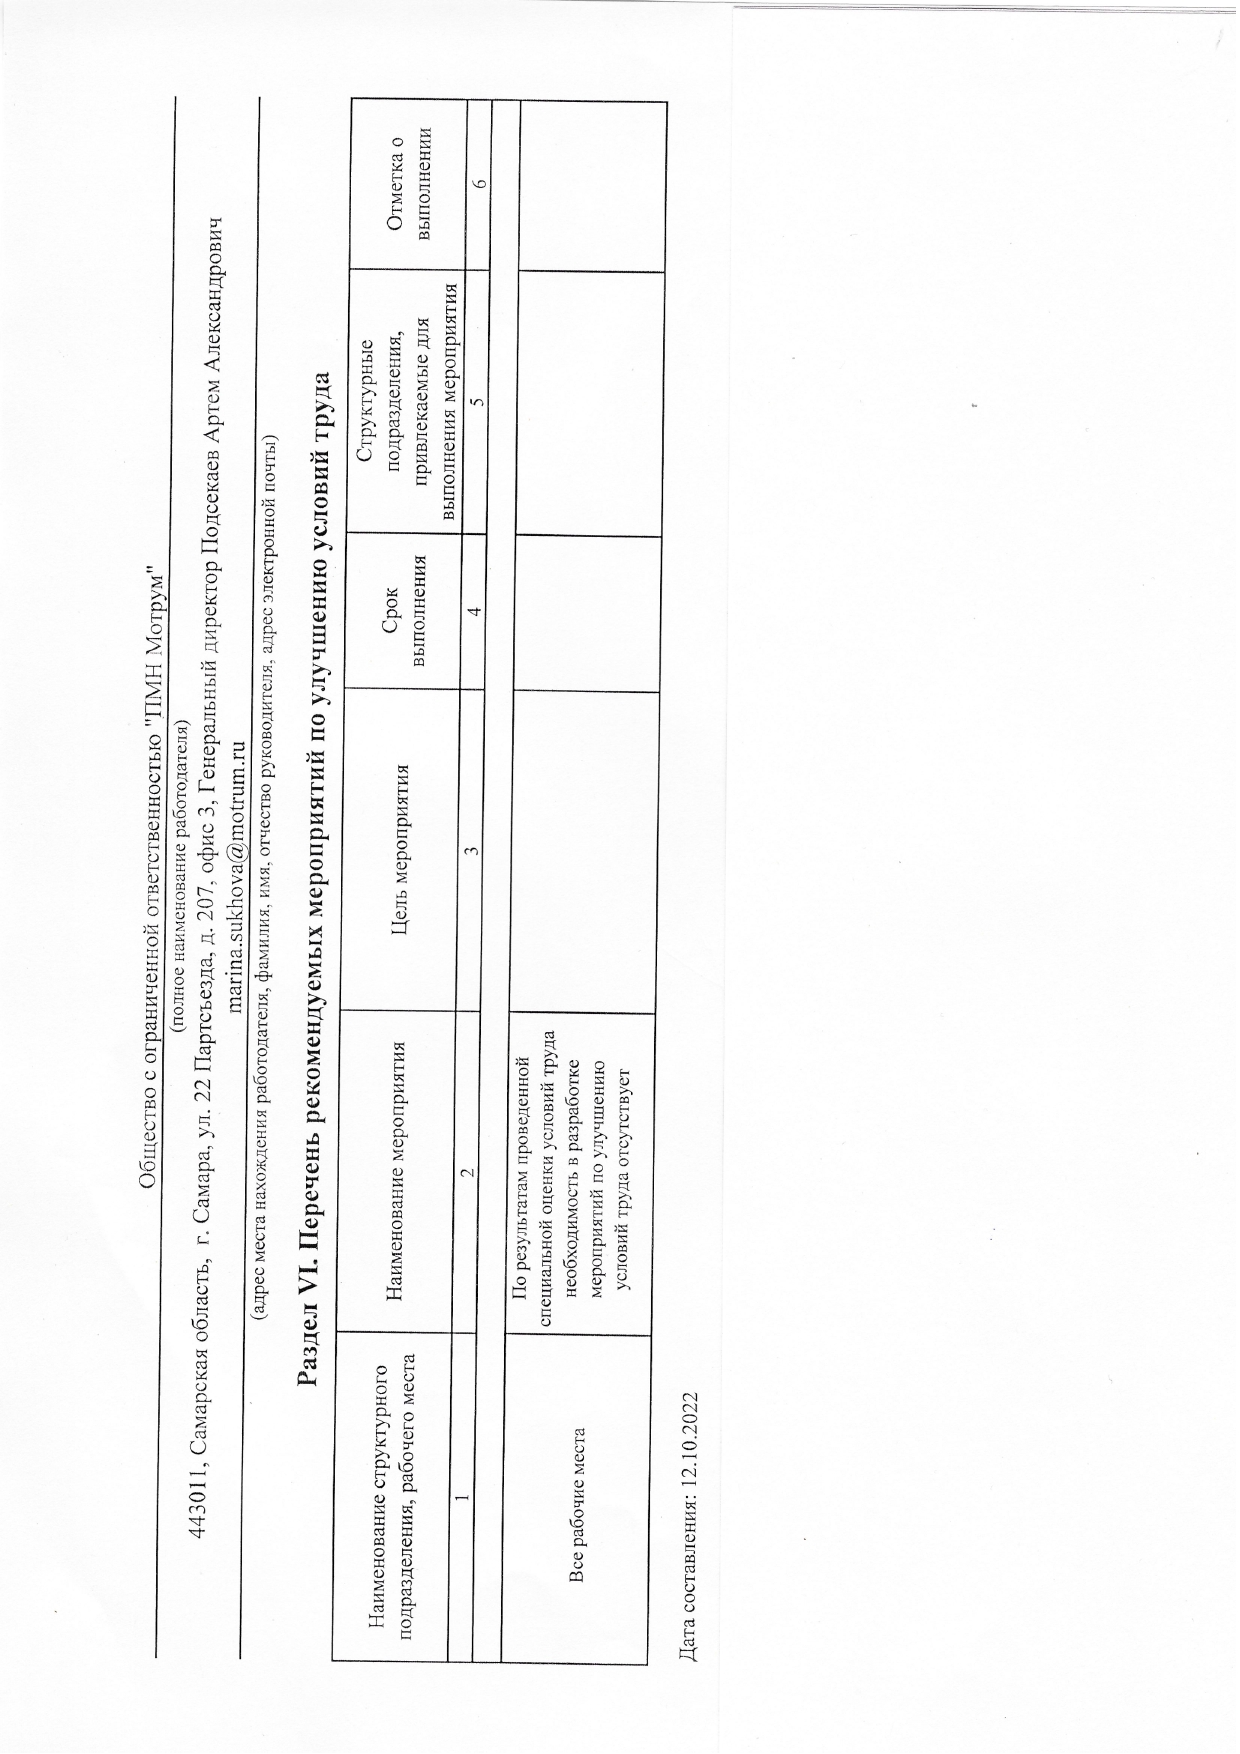 Общество с ограниченной ответственностью "ПМН Мотрум"
(полное наименование работодателя)
443011, Самарская область, г. Самара, ул. 22 Партсъезда, д. 207, офис 3, Генеральный директор Подсекаев Артем Александрович
marina.sukhova@motrum.ru
(адрес места нахождения работодателя, фамилия, имя, отчество руководителя, адрес электронной почты)
Раздел VI. Перечень рекомендуемых мероприятий по улучшению условий труда
Наименование структурного
подразделения, рабочего места
Наименование мероприятия
Цель мероприятия
Срок
выполнения
Структурные
подразделения,
привлекаемые для
выполнения мероприятия
Отметка о
выполнении
1
2
3
4
5
6
Все рабочие места
По результатам проведенной
специальной оценки условий труда
необходимость в разработке
мероприятий по улучшению
условий труда отсутствует
Дата составления: 12.10.2022